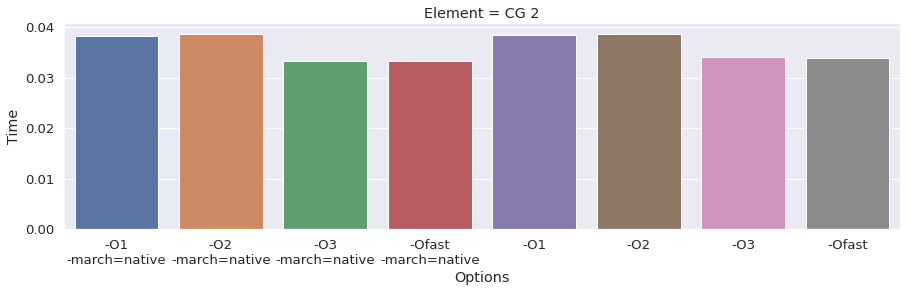 Element = CG 2
0.04
0.03
0.02
0.01
0.00
Time
-O1 -O2 -O3 -Ofast -O1 -O2 -O3 -Ofast
-march=native -march=native -march=native -march=native
Options